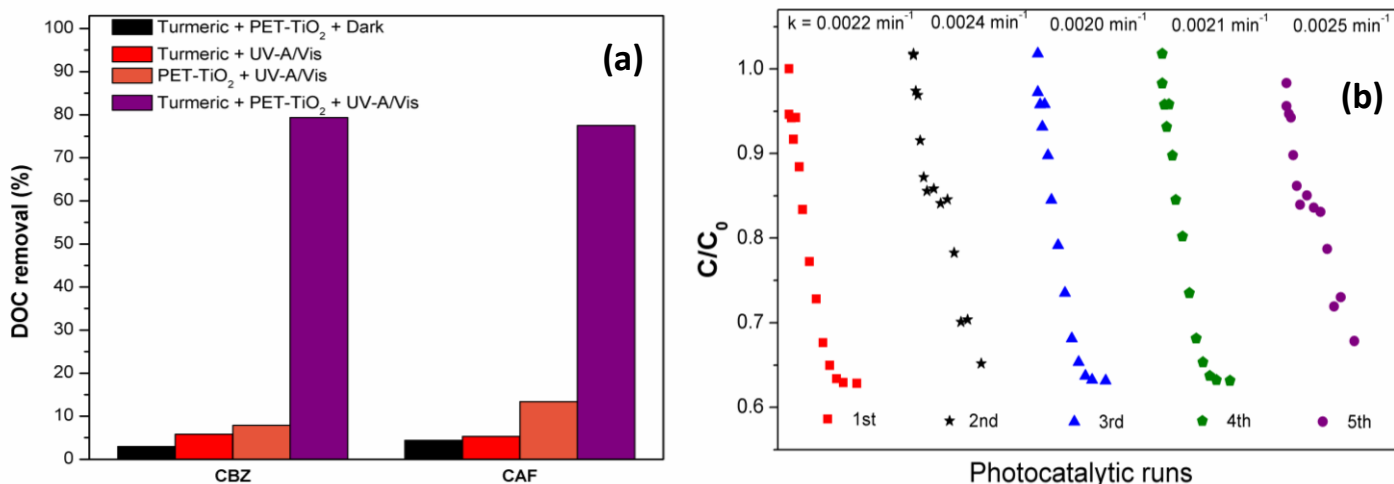 Turmeric + PET-TiO₂ + Dark
Turmeric + UV-A/Vis
PET-TiO₂ + UV-A/Vis
Turmeric + PET-TiO₂ + UV-A/Vis
(a)
DOC removal (%)
100
90
80
70
60
50
40
30
20
10
0
CBZ CAF
k = 0.0022 min⁻¹ 0.0024 min⁻¹ 0.0020 min⁻¹ 0.0021 min⁻¹ 0.0025 min⁻¹
(b)
C/C₀
1.0
0.9
0.8
0.7
0.6
1st 2nd 3rd 4th 5th
Photocatalytic runs